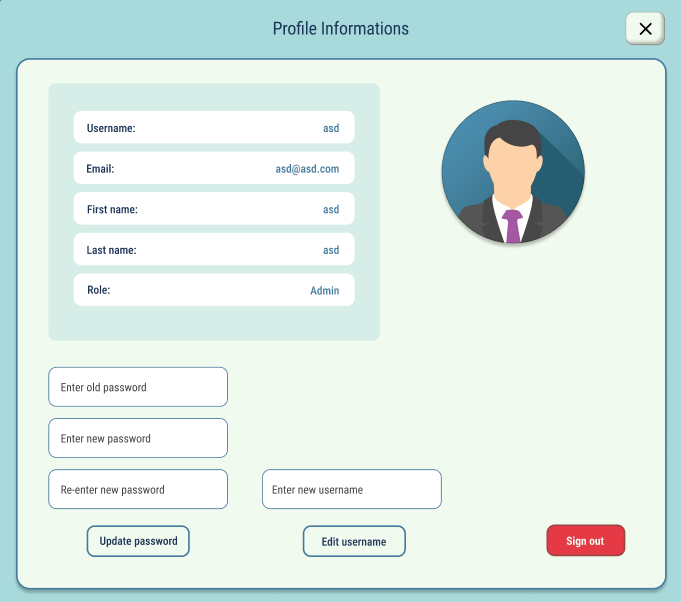 Profile Informations
Username: asd
Email: asd@asd.com
First name: asd
Last name: asd
Role: Admin
Enter old password
Enter new password
Re-enter new password
Enter new username
Update password
Edit username
Sign out